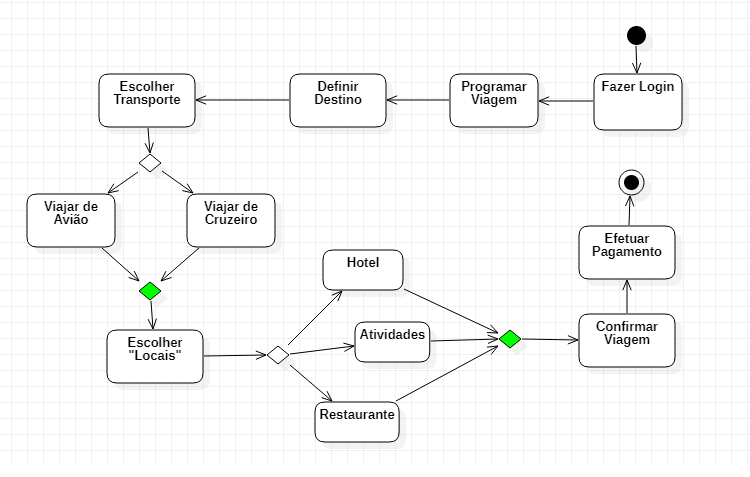 Fazer Login
Programar
Viagem
Definir
Destino
Escolher
Transporte
Viajar de
Avião
Viajar de
Cruzeiro
Escolher
"Locais"
Hotel
Atividades
Restaurante
Confirmar
Viagem
Efetuar
Pagamento